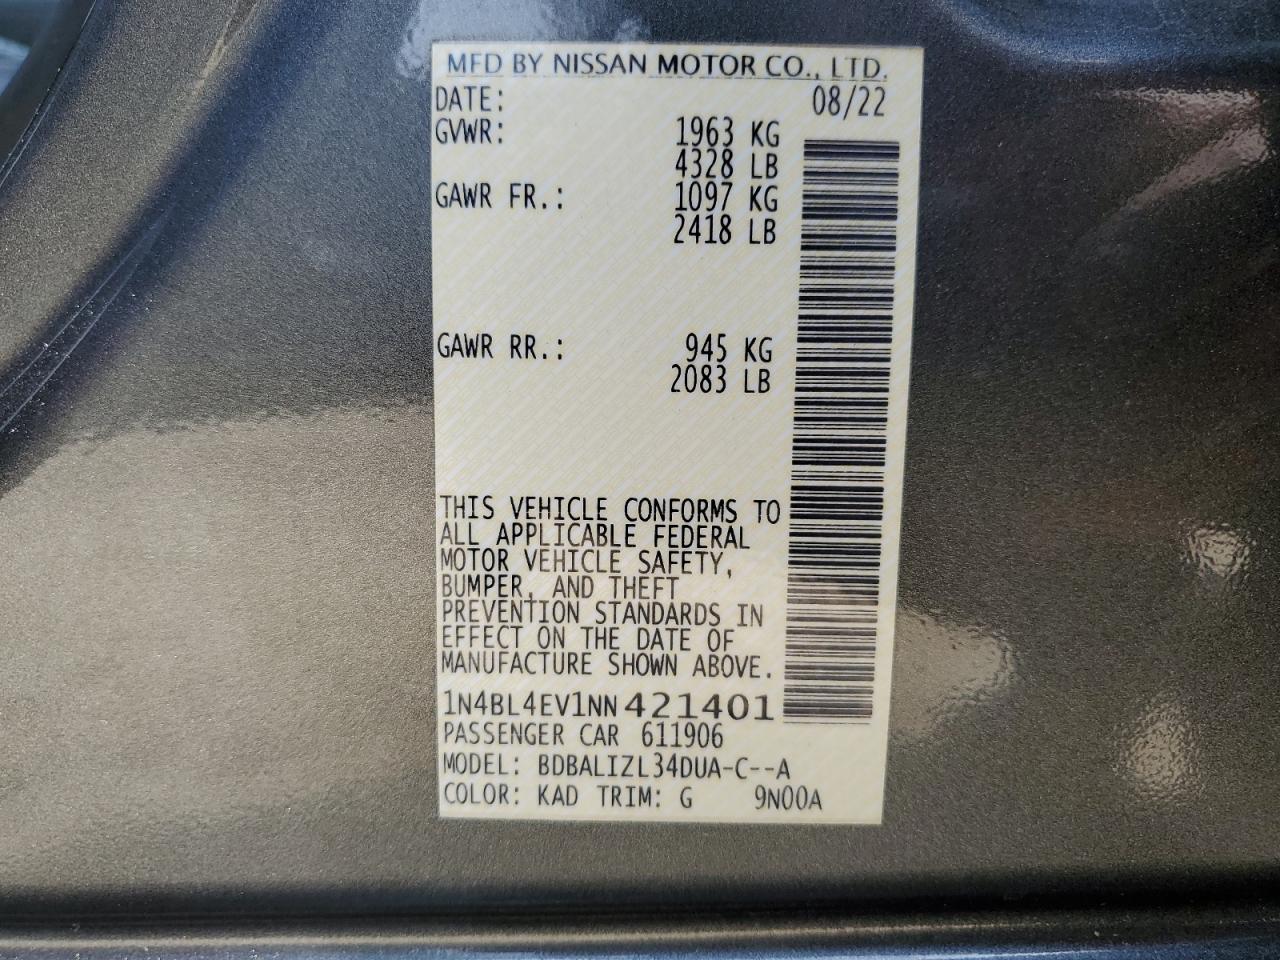 MFD BY NISSAN MOTOR CO., LTD.
DATE: 08/22
GVWR: 1963 KG
4328 LB
GAWR FR.: 1097 KG
2418 LB
GAWR RR.: 945 KG
2083 LB
THIS VEHICLE CONFORMS TO
ALL APPLICABLE FEDERAL
MOTOR VEHICLE SAFETY,
BUMPER, AND THEFT
PREVENTION STANDARDS IN
EFFECT ON THE DATE OF
MANUFACTURE SHOWN ABOVE.
1N4BL4EV1NN421401
PASSENGER CAR 611906
MODEL: BDBALIZL34DUA-C--A
COLOR: KAD TRIM: G 9N00A